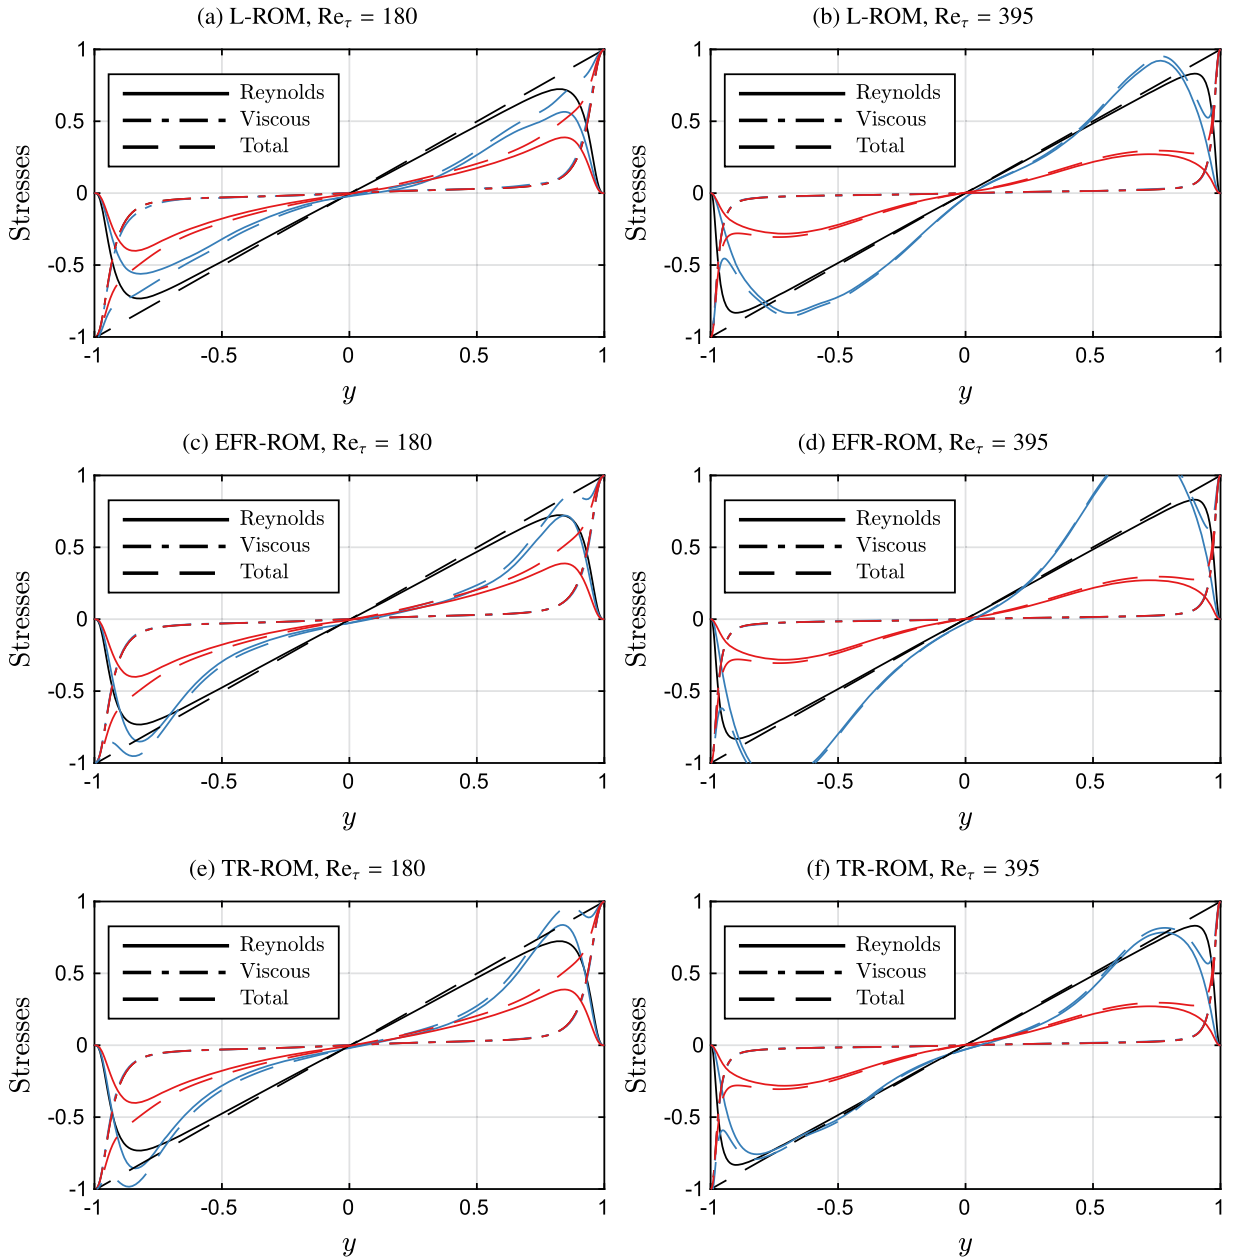 (a) L-ROM, Reτ = 180
1
0.5
0
-0.5
-1
-1
-0.5
0
0.5
1
Stresses
y
Reynolds
Viscous
Total
(b) L-ROM, Reτ = 395
1
0.5
0
-0.5
-1
-1
-0.5
0
0.5
1
Stresses
y
Reynolds
Viscous
Total
(c) EFR-ROM, Reτ = 180
1
0.5
0
-0.5
-1
-1
-0.5
0
0.5
1
Stresses
y
Reynolds
Viscous
Total
(d) EFR-ROM, Reτ = 395
1
0.5
0
-0.5
-1
-1
-0.5
0
0.5
1
Stresses
y
Reynolds
Viscous
Total
(e) TR-ROM, Reτ = 180
1
0.5
0
-0.5
-1
-1
-0.5
0
0.5
1
Stresses
y
Reynolds
Viscous
Total
(f) TR-ROM, Reτ = 395
1
0.5
0
-0.5
-1
-1
-0.5
0
0.5
1
Stresses
y
Reynolds
Viscous
Total